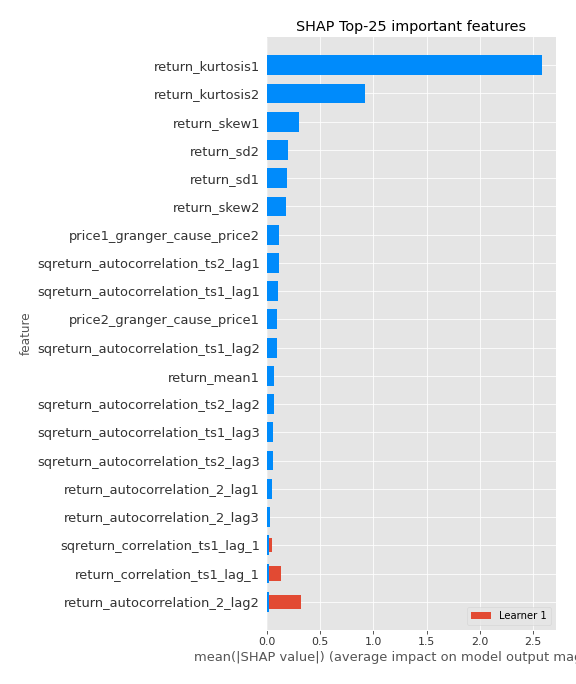 SHAP Top-25 important features
return_kurtosis1
return_kurtosis2
return_skew1
return_sd2
return_sd1
return_skew2
price1_granger_cause_price2
sqreturn_autocorrelation_ts2_lag1
sqreturn_autocorrelation_ts1_lag1
price2_granger_cause_price1
sqreturn_autocorrelation_ts1_lag2
return_mean1
sqreturn_autocorrelation_ts2_lag2
sqreturn_autocorrelation_ts1_lag3
sqreturn_autocorrelation_ts2_lag3
return_autocorrelation_2_lag1
return_autocorrelation_2_lag3
sqreturn_correlation_ts1_lag_1
return_correlation_ts1_lag_1
return_autocorrelation_2_lag2
feature
Learner 1
0.0 0.5 1.0 1.5 2.0 2.5
mean(|SHAP value|) (average impact on model output mag